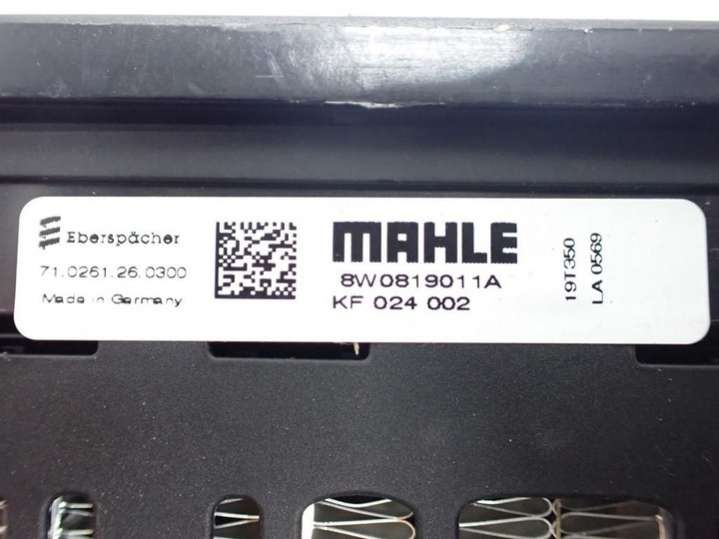 Eberspächer
71.0261.26.0300
Made in Germany
MAHLE
8W0819011A
KF 024 002
19T350
LA 0569